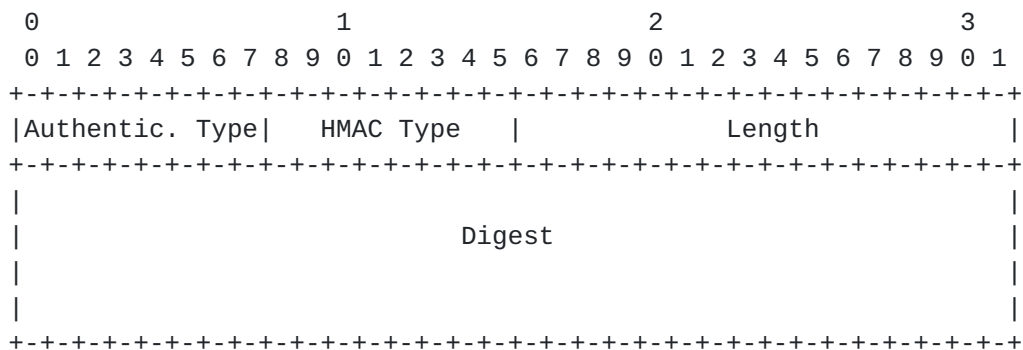 0                   1                   2                   3
 0 1 2 3 4 5 6 7 8 9 0 1 2 3 4 5 6 7 8 9 0 1 2 3 4 5 6 7 8 9 0 1
+-+-+-+-+-+-+-+-+-+-+-+-+-+-+-+-+-+-+-+-+-+-+-+-+-+-+-+-+-+-+-+-+
|Authentic. Type|   HMAC Type   |             Length            |
+-+-+-+-+-+-+-+-+-+-+-+-+-+-+-+-+-+-+-+-+-+-+-+-+-+-+-+-+-+-+-+-+
|                                                               |
|                            Digest                             |
|                                                               |
|                                                               |
+-+-+-+-+-+-+-+-+-+-+-+-+-+-+-+-+-+-+-+-+-+-+-+-+-+-+-+-+-+-+-+-+